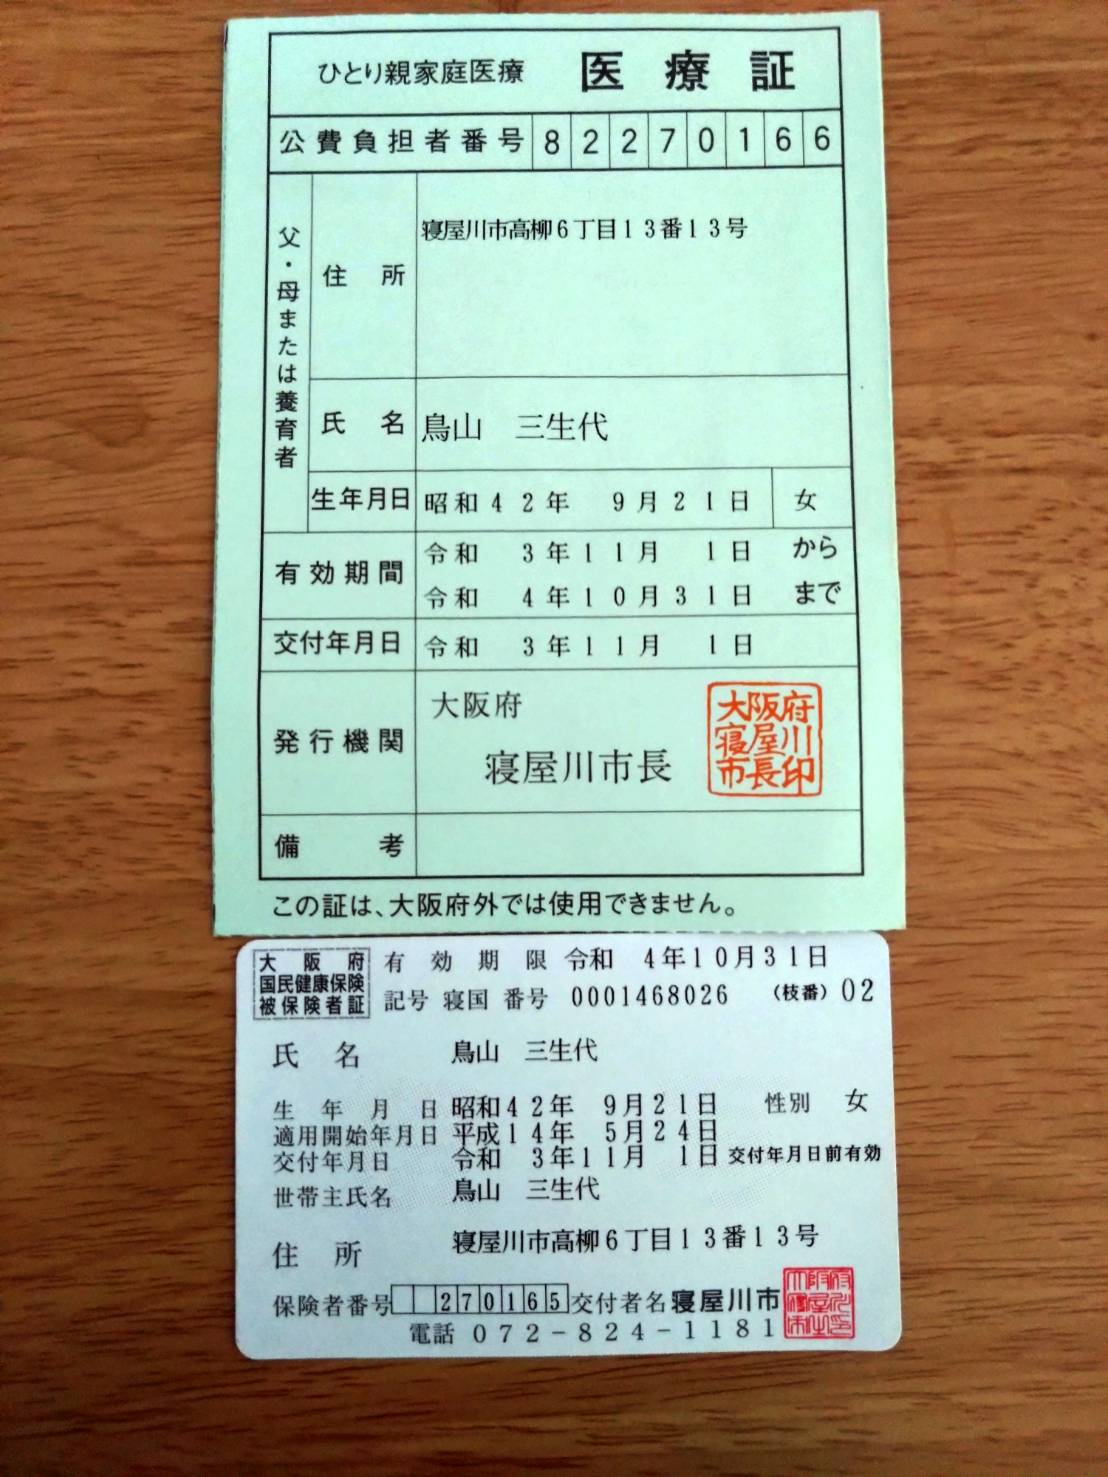 ひとり親家庭医療 医療証
公費負担者番号 82270166
父・母または養育者
住所 寝屋川市高柳6丁目13番13号
氏名 鳥山 三生代
生年月日 昭和42年 9月21日 女
有効期間 令和 3年11月 1日 から
令和 4年10月31日 まで
交付年月日 令和 3年11月 1日
発行機関 大阪府
寝屋川市長
大阪府
寝屋川
市長印
備考
この証は、大阪府外では使用できません。
大阪府
国民健康保険
被保険者証
有効期限 令和 4年10月31日
記号 寝国 番号 0001468026 (枝番) 02
氏名 鳥山 三生代
生年月日 昭和42年 9月21日 性別 女
適用開始年月日 平成14年 5月24日
交付年月日 令和 3年11月 1日 交付年月日前有効
世帯主氏名 鳥山 三生代
住所 寝屋川市高柳6丁目13番13号
保険者番号 270165 交付者名 寝屋川市
電話 072-824-1181